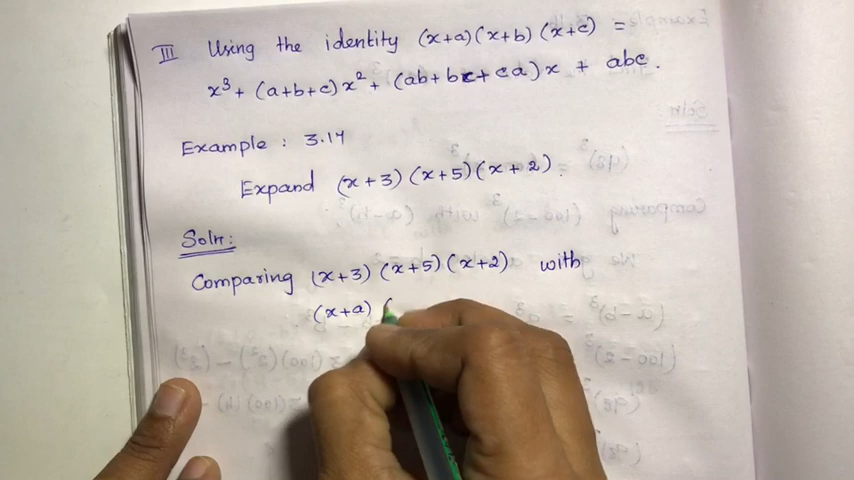 III Using the identity (x+a)(x+b)(x+c) =
x³ + (a+b+c)x² + (ab+bc+ca)x + abc.
Example : 3.14
Expand (x+3)(x+5)(x+2).
Soln:
Comparing (x+3)(x+5)(x+2) with
(x+a)(